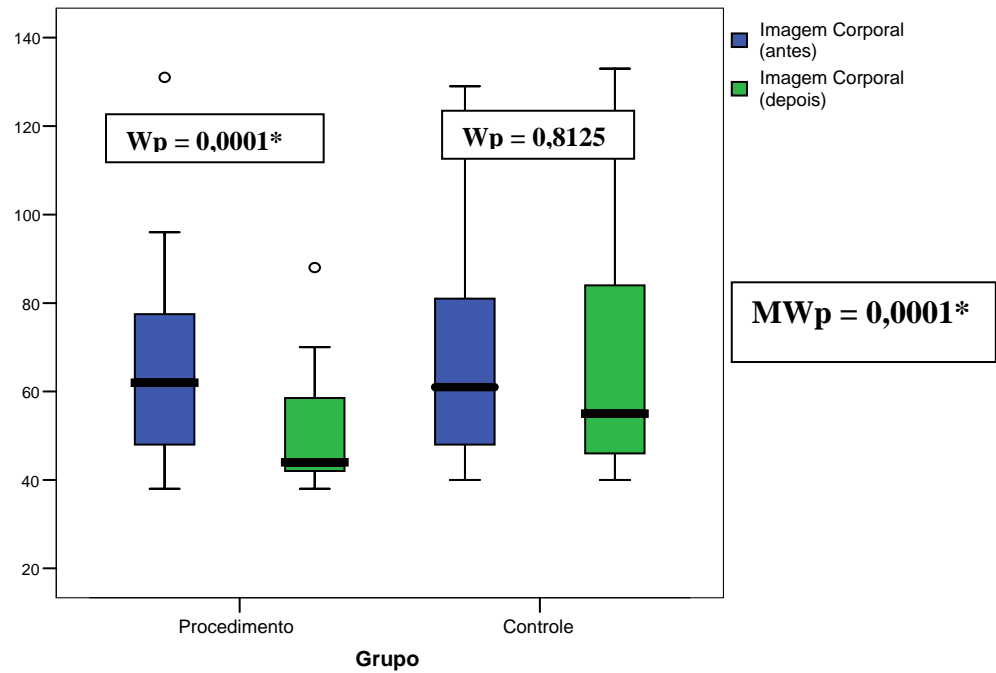 140
120
100
80
60
40
20
Wp = 0,0001*
Wp = 0,8125
Imagem Corporal
(antes)
Imagem Corporal
(depois)
MWp = 0,0001*
Procedimento
Controle
Grupo